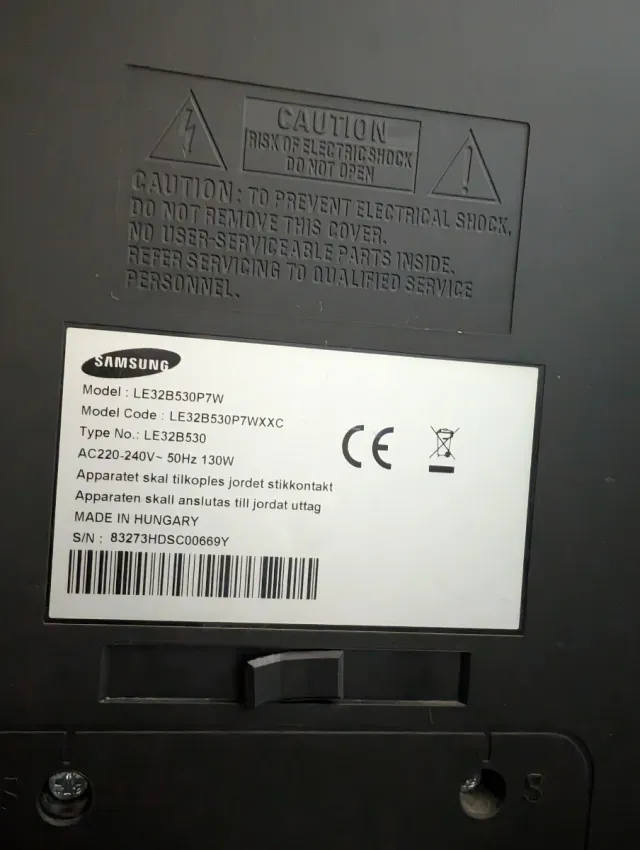 CAUTION
RISK OF ELECTRIC SHOCK
DO NOT OPEN
CAUTION: TO PREVENT ELECTRICAL SHOCK,
DO NOT REMOVE THIS COVER.
NO USER-SERVICEABLE PARTS INSIDE.
REFER SERVICING TO QUALIFIED SERVICE
PERSONNEL.
SAMSUNG
Model : LE32B530P7W
Model Code : LE32B530P7WXXC
Type No.: LE32B530
AC220-240V~ 50Hz 130W
Apparatet skal tilkoples jordet stikkontakt
Apparaten skall anslutas till jordat uttag
MADE IN HUNGARY
S/N : 83273HDSC00669Y
CE
8